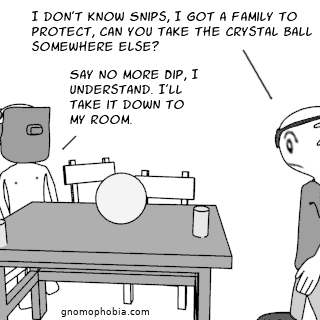 I DON'T KNOW SNIPS, I GOT A FAMILY TO
PROTECT, CAN YOU TAKE THE CRYSTAL BALL
SOMEWHERE ELSE?
SAY NO MORE DIP, I
UNDERSTAND. I'LL
TAKE IT DOWN TO
MY ROOM.
gnomophobia.com